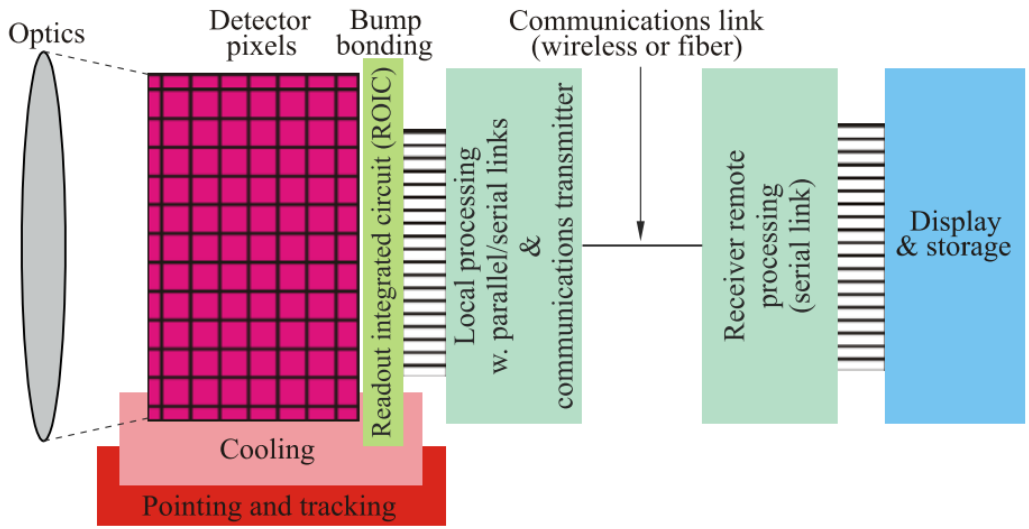 Optics
Detector
pixels
Bump
bonding
Communications link
(wireless or fiber)
Readout integrated circuit (ROIC)
Local processing
w. parallel/serial links
&
communications transmitter
Receiver remote
processing
(serial link)
Display
& storage
Cooling
Pointing and tracking